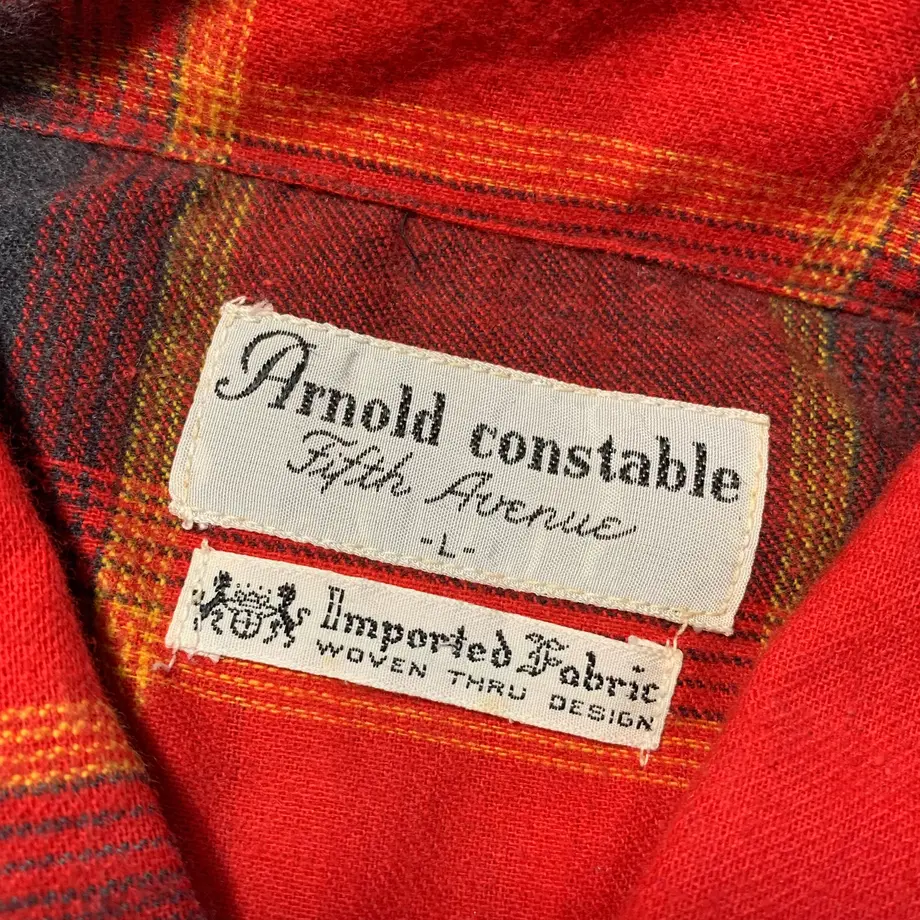 Arnold constable
Fifth Avenue
-L-
Imported Fabric
WOVEN THRU DESIGN